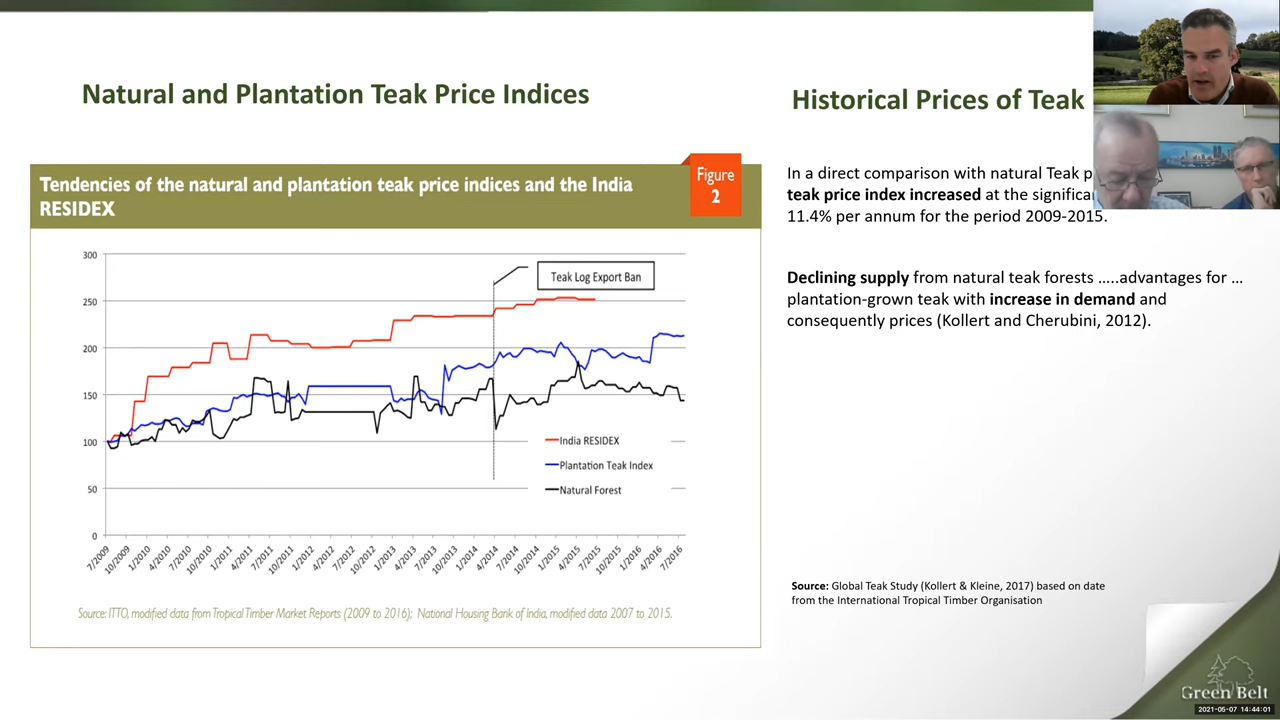 Natural and Plantation Teak Price Indices
Historical Prices of Teak
Tendencies of the natural and plantation teak price indices and the India
RESIDEX
Figure
2
300
250
200
150
100
50
0
Teak Log Export Ban
India RESIDEX
Plantation Teak Index
Natural Forest
7/2009
10/2009
1/2010
4/2010
7/2010
10/2010
1/2011
4/2011
7/2011
10/2011
1/2012
4/2012
7/2012
10/2012
1/2013
4/2013
7/2013
10/2013
1/2014
4/2014
7/2014
10/2014
1/2015
4/2015
7/2015
10/2015
1/2016
4/2016
7/2016
Source: ITTO, modified data from Tropical Timber Market Reports (2009 to 2016); National Housing Bank of India, modified data 2007 to 2015.
In a direct comparison with natural Teak
teak price index increased at the
11.4% per annum for the period 2009-2015.
Declining supply from natural teak forests .....advantages for ...
plantation-grown teak with increase in demand and
consequently prices (Kollert and Cherubini, 2012).
Source: Global Teak Study (Kollert & Kleine, 2017) based on date
from the International Tropical Timber Organisation
Green Belt
2021-05-07 14:44:01